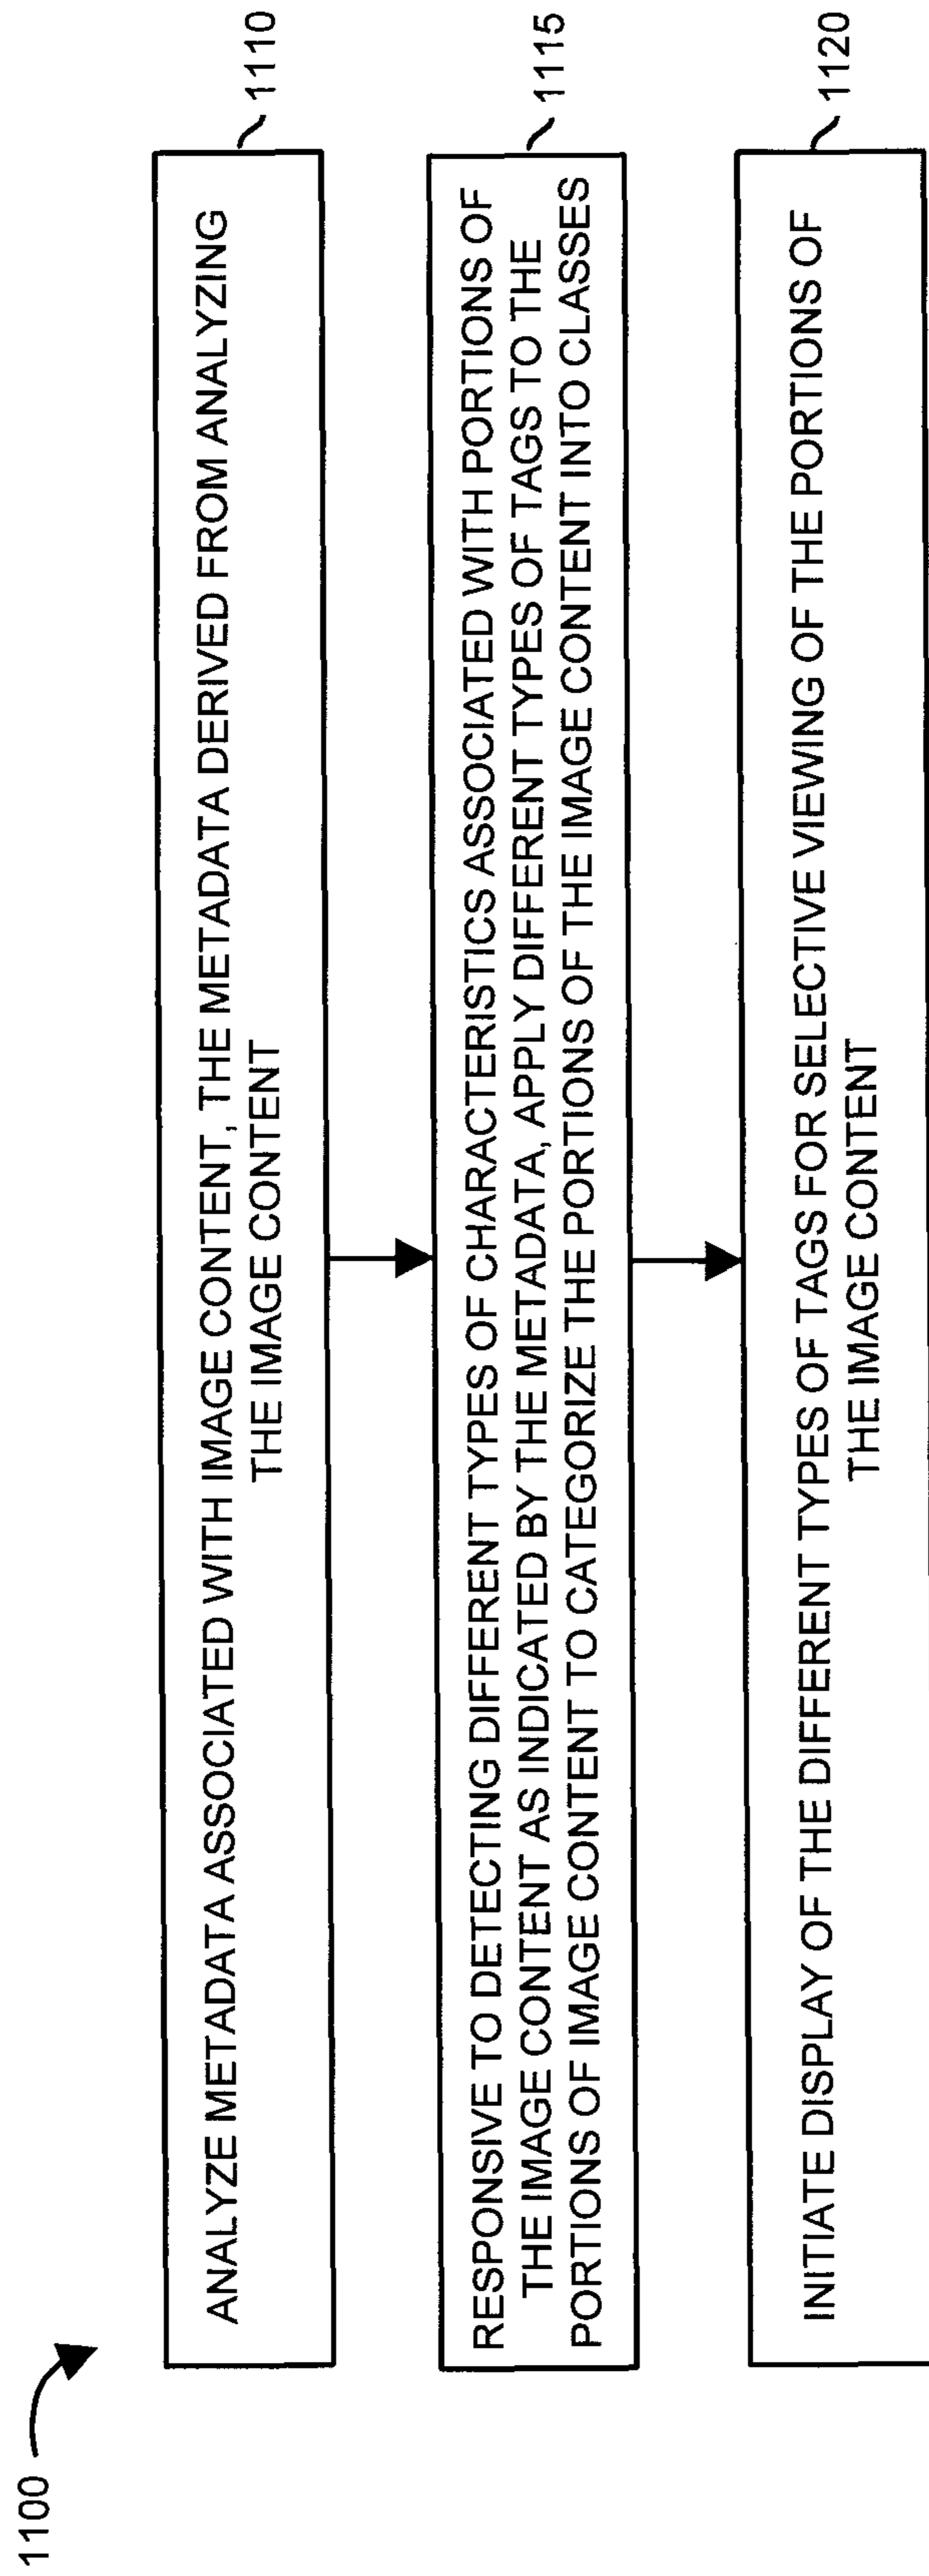 1100
ANALYZE METADATA ASSOCIATED WITH IMAGE CONTENT, THE METADATA DERIVED FROM ANALYZING
THE IMAGE CONTENT
1110
RESPONSIVE TO DETECTING DIFFERENT TYPES OF CHARACTERISTICS ASSOCIATED WITH PORTIONS OF
THE IMAGE CONTENT AS INDICATED BY THE METADATA, APPLY DIFFERENT TYPES OF TAGS TO THE
PORTIONS OF IMAGE CONTENT TO CATEGORIZE THE PORTIONS OF THE IMAGE CONTENT INTO CLASSES
1115
INITIATE DISPLAY OF THE DIFFERENT TYPES OF TAGS FOR SELECTIVE VIEWING OF THE PORTIONS OF
THE IMAGE CONTENT
1120